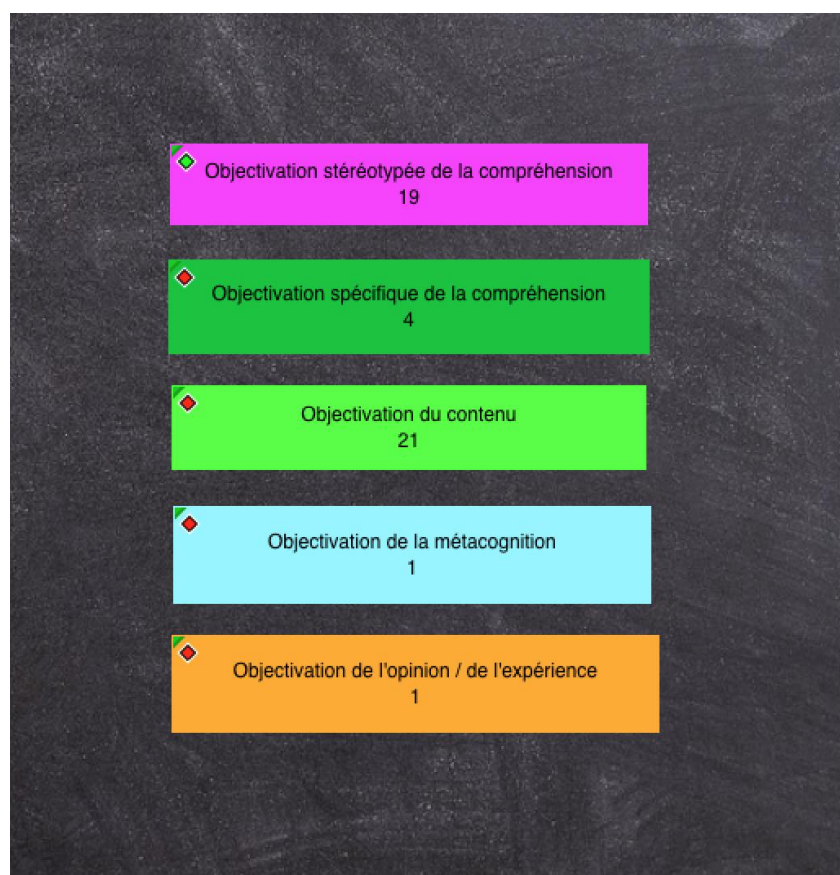 Objectivation stéréotypée de la compréhension
19
Objectivation spécifique de la compréhension
4
Objectivation du contenu
21
Objectivation de la métacognition
1
Objectivation de l'opinion / de l'expérience
1